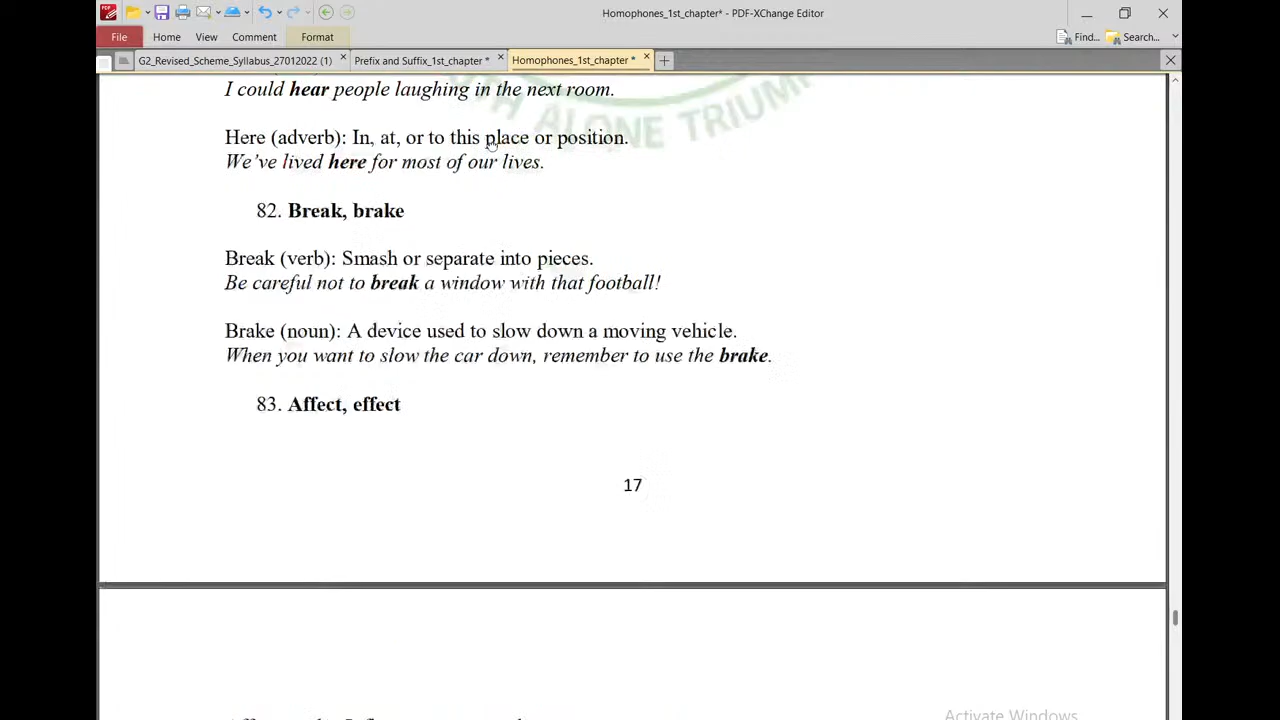 Homophones_1st_chapter* - PDF-XChange Editor
File Home View Comment Format Find... Search...
G2_Revised_Scheme_Syllabus_27012022 (1) Prefix and Suffix_1st_chapter * Homophones_1st_chapter *
I could hear people laughing in the next room.
ALONE TRIUMP
Here (adverb): In, at, or to this place or position.
We've lived here for most of our lives.
82. Break, brake
Break (verb): Smash or separate into pieces.
Be careful not to break a window with that football!
Brake (noun): A device used to slow down a moving vehicle.
When you want to slow the car down, remember to use the brake.
83. Affect, effect
17
Activate Windows